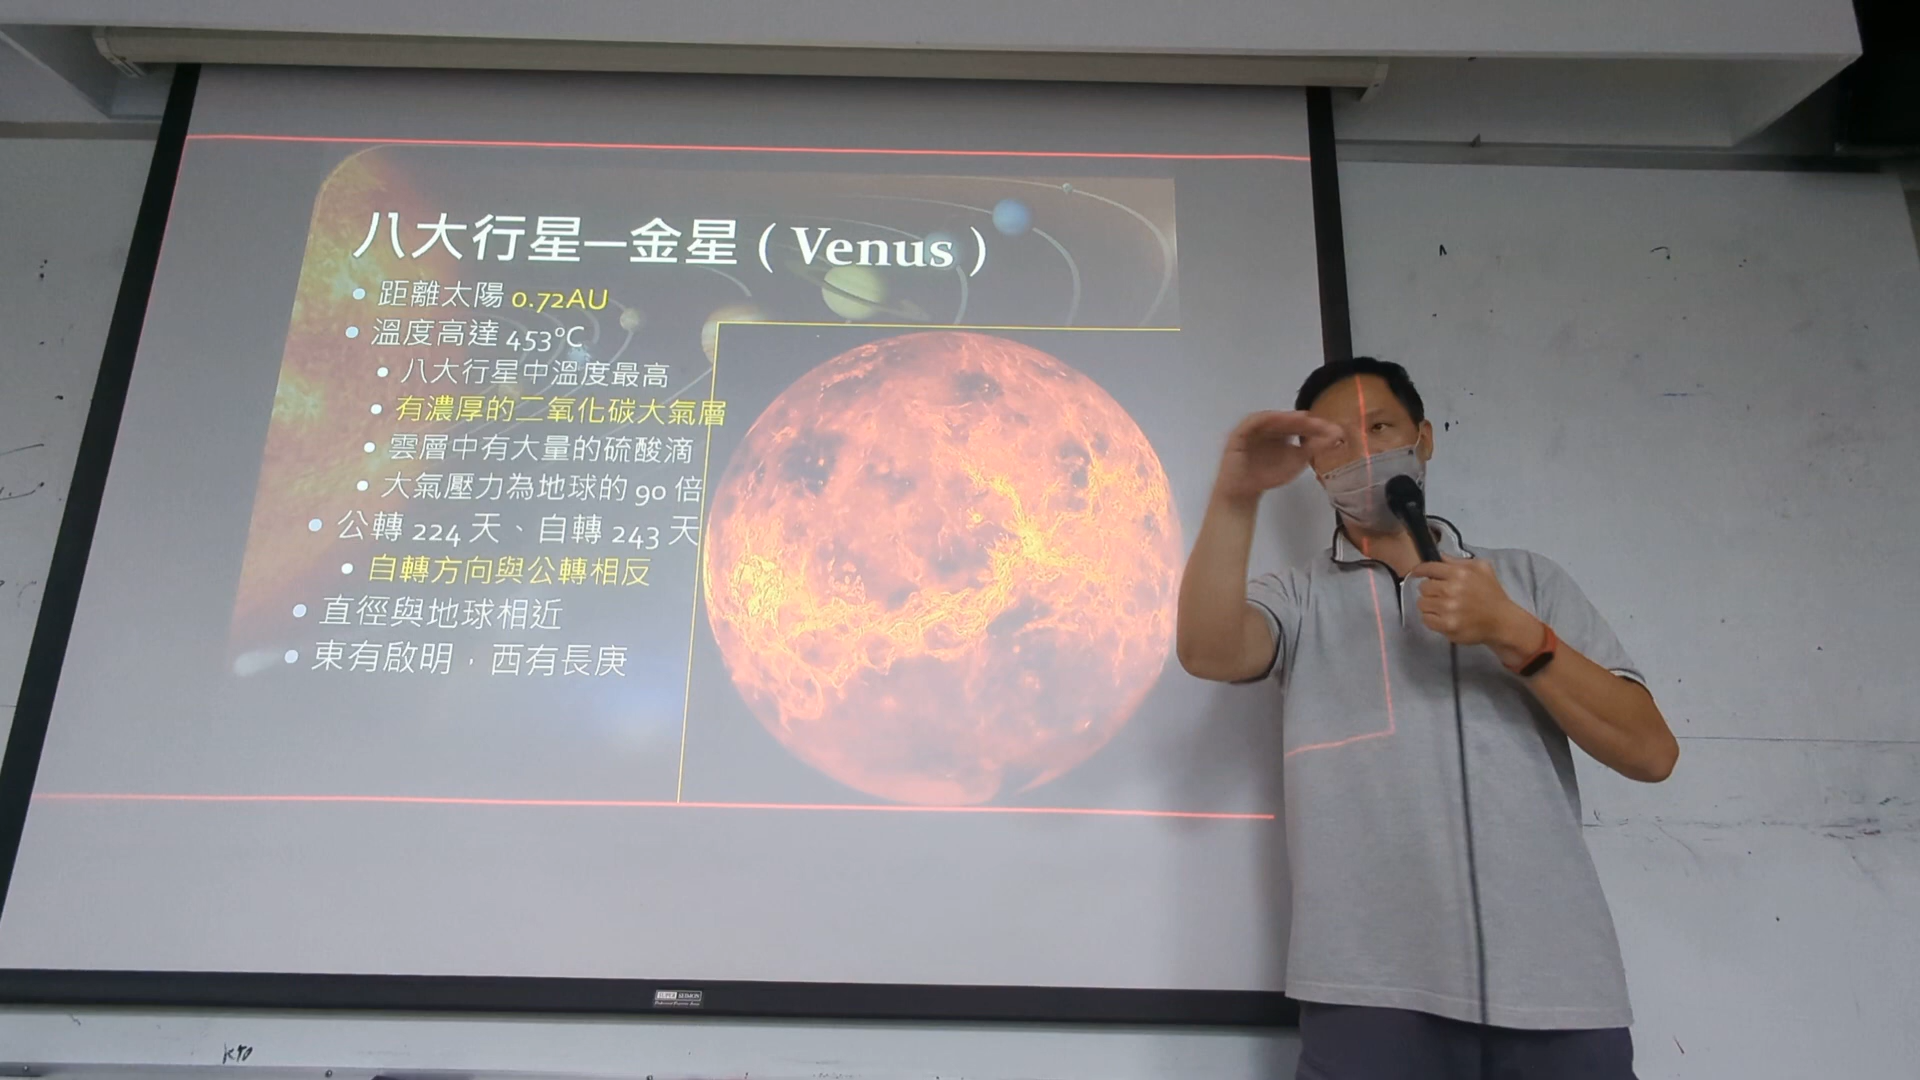 八大行星—金星 ( Venus )
• 距離太陽 0.72AU
• 溫度高達 453°C
• 八大行星中溫度最高
• 有濃厚的二氧化碳大氣層
• 雲層中有大量的硫酸滴
• 大氣壓力為地球的 90 倍
• 公轉 224 天、自轉 243 天
• 自轉方向與公轉相反
• 直徑與地球相近
• 東有啟明，西有長庚